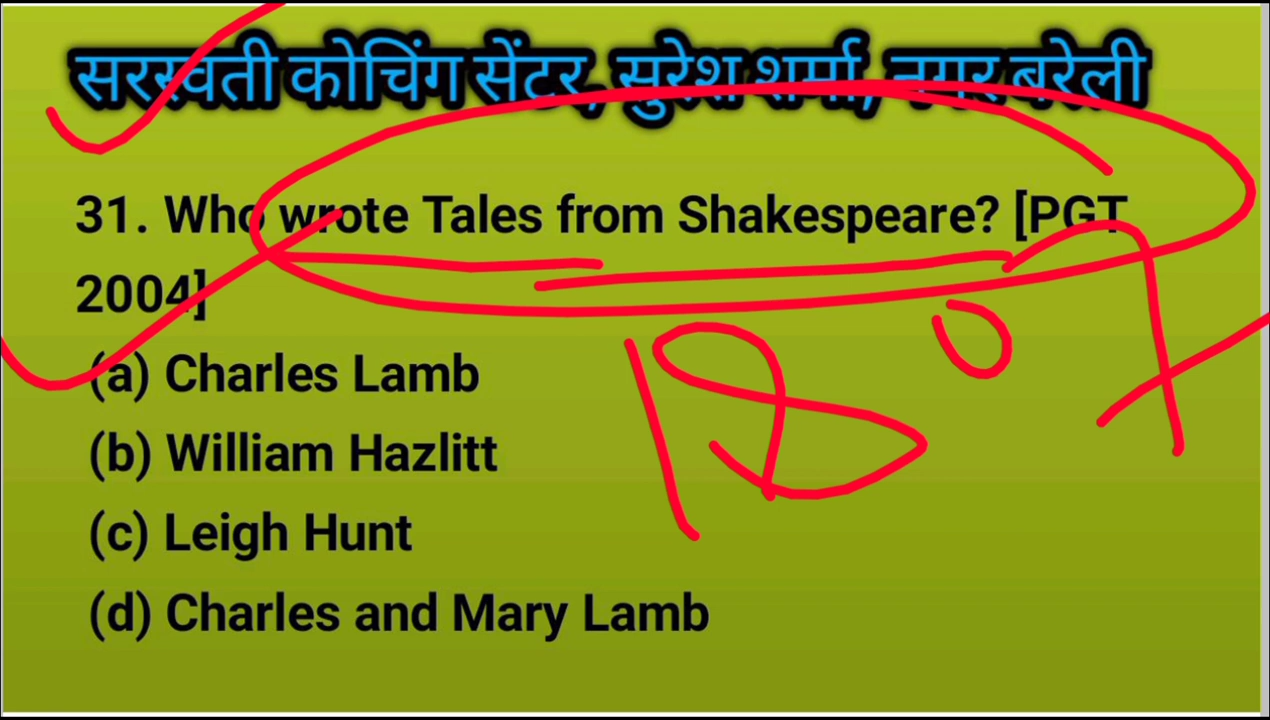 सरस्वती कोचिंग सेंटर, सुरेश शर्मा, नगर बरेली
31. Who wrote Tales from Shakespeare? [PGT
2004]
1807
(a) Charles Lamb
(b) William Hazlitt
(c) Leigh Hunt
(d) Charles and Mary Lamb